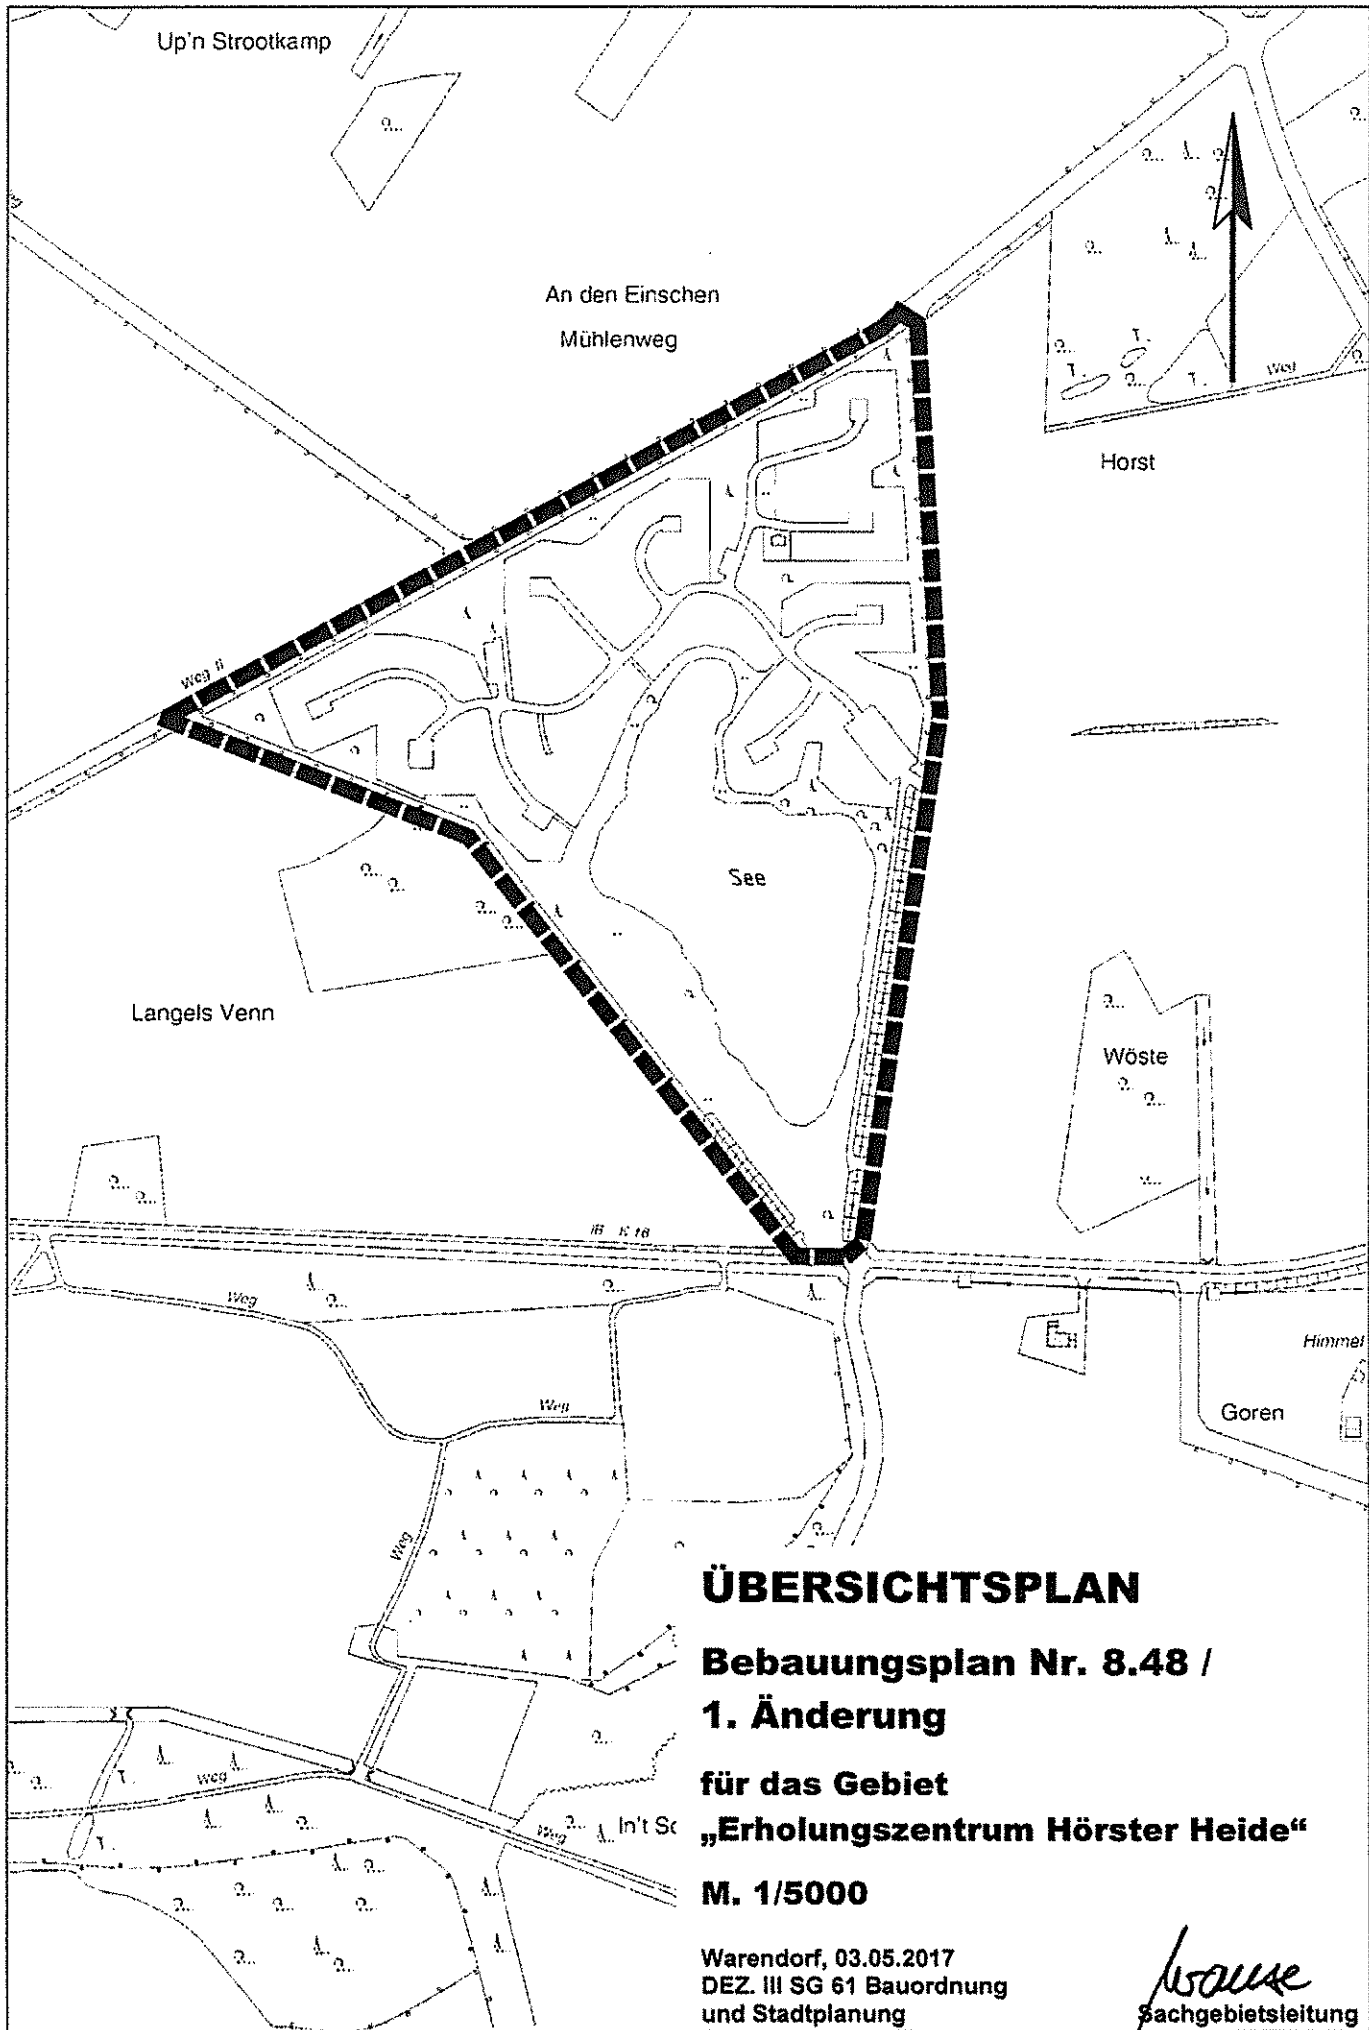 Up'n Strootkamp
An den Einschen
Mühlenweg
Weg
Horst
Weg
See
Langels Venn
Wöste
K 18
Weg
Himmel
Goren
Weg
Weg
Weg
Weg
In't Sc
ÜBERSICHTSPLAN
Bebauungsplan Nr. 8.48 /
1. Änderung
für das Gebiet
„Erholungszentrum Hörster Heide“
M. 1/5000
Warendorf, 03.05.2017
DEZ. III SG 61 Bauordnung
und Stadtplanung
Sachgebietsleitung